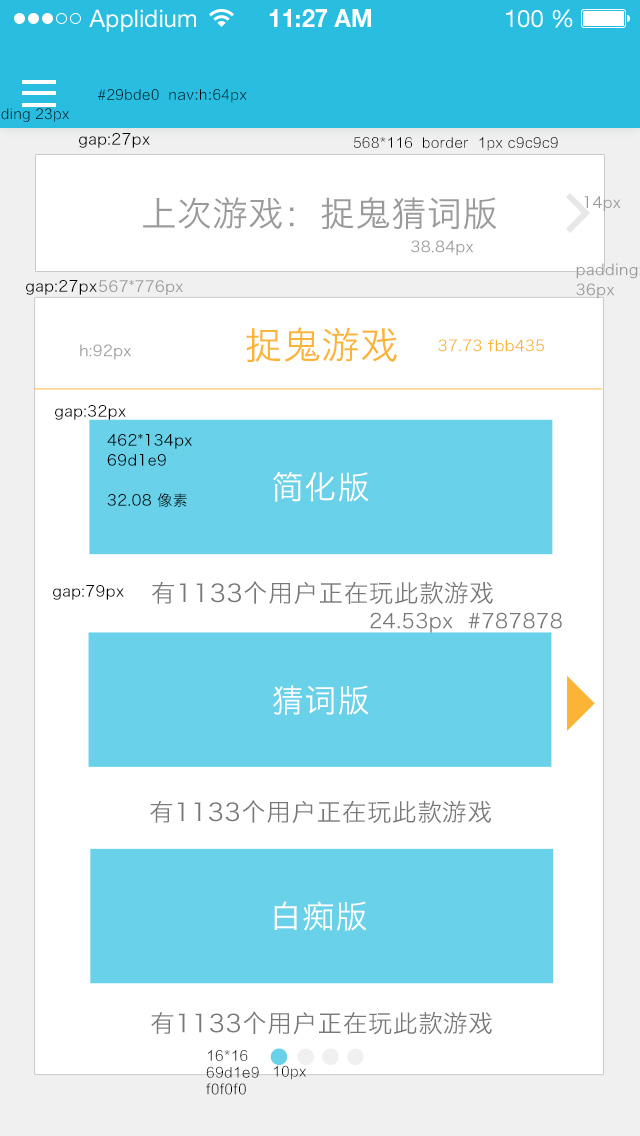 Applidium 11:27 AM 100 %
#29bde0 nav:h:64px
ding 23px
gap:27px 568*116 border 1px c9c9c9
上次游戏：捉鬼猜词版 14px
38.84px
padding
gap:27px 567*776px 36px
h:92px 捉鬼游戏 37.73 fbb435
gap:32px
462*134px
69d1e9
32.08 像素 简化版
gap:79px 有1133个用户正在玩此款游戏
24.53px #787878
猜词版
有1133个用户正在玩此款游戏
白痴版
有1133个用户正在玩此款游戏
16*16
69d1e9 10px
f0f0f0